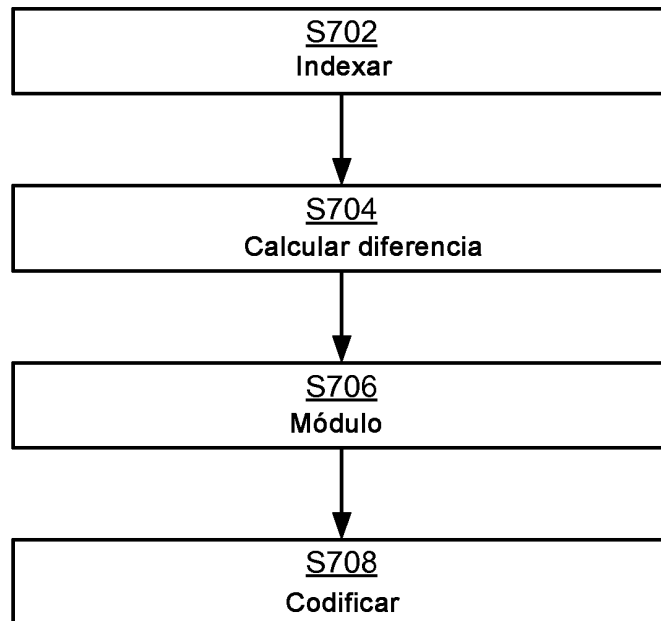 S702
Indexar
S704
Calcular diferencia
S706
Módulo
S708
Codificar